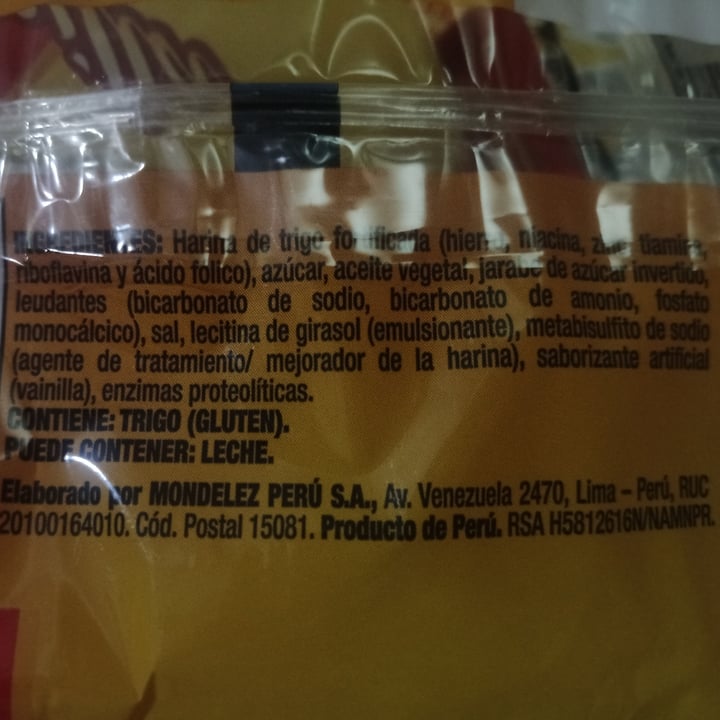 INGREDIENTES: Harina de trigo fortificada (hierro, niacina, zinc, tiamina,
riboflavina y ácido fólico), azúcar, aceite vegetal, jarabe de azúcar invertido,
leudantes (bicarbonato de sodio, bicarbonato de amonio, fosfato
monocálcico), sal, lecitina de girasol (emulsionante), metabisulfito de sodio
(agente de tratamiento/ mejorador de la harina), saborizante artificial
(vainilla), enzimas proteolíticas.
CONTIENE: TRIGO (GLUTEN).
PUEDE CONTENER: LECHE.
Elaborado por MONDELEZ PERÚ S.A., Av. Venezuela 2470, Lima – Perú, RUC
20100164010. Cód. Postal 15081. Producto de Perú. RSA H5812616N/NAMNPR.